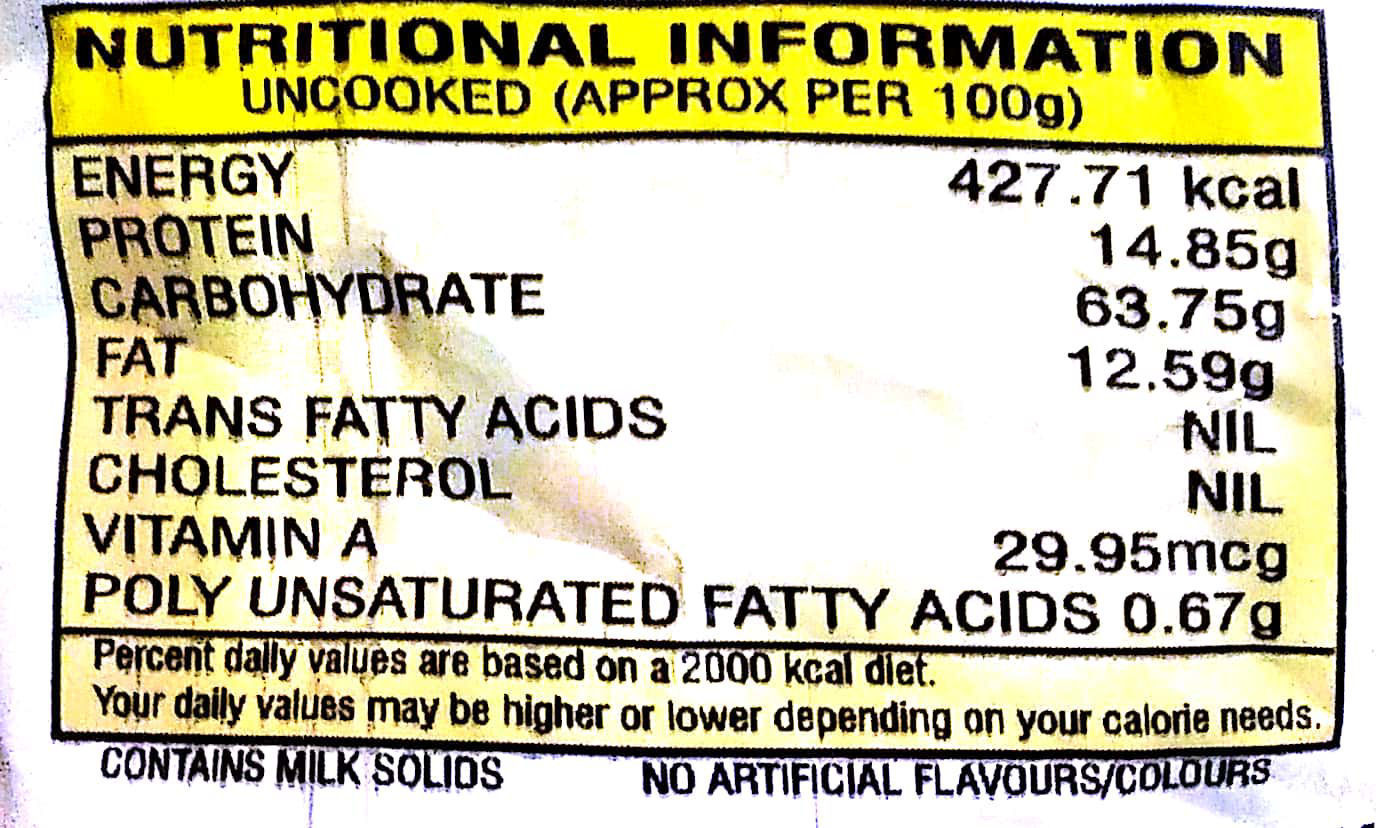 NUTRITIONAL INFORMATION
UNCOOKED (APPROX PER 100g)
ENERGY 427.71 kcal
PROTEIN 14.85g
CARBOHYDRATE 63.75g
FAT 12.59g
TRANS FATTY ACIDS NIL
CHOLESTEROL NIL
VITAMIN A 29.95mcg
POLY UNSATURATED FATTY ACIDS 0.67g
Percent daily values are based on a 2000 kcal diet.
Your daily values may be higher or lower depending on your calorie needs.
CONTAINS MILK SOLIDS NO ARTIFICIAL FLAVOURS/COLOURS